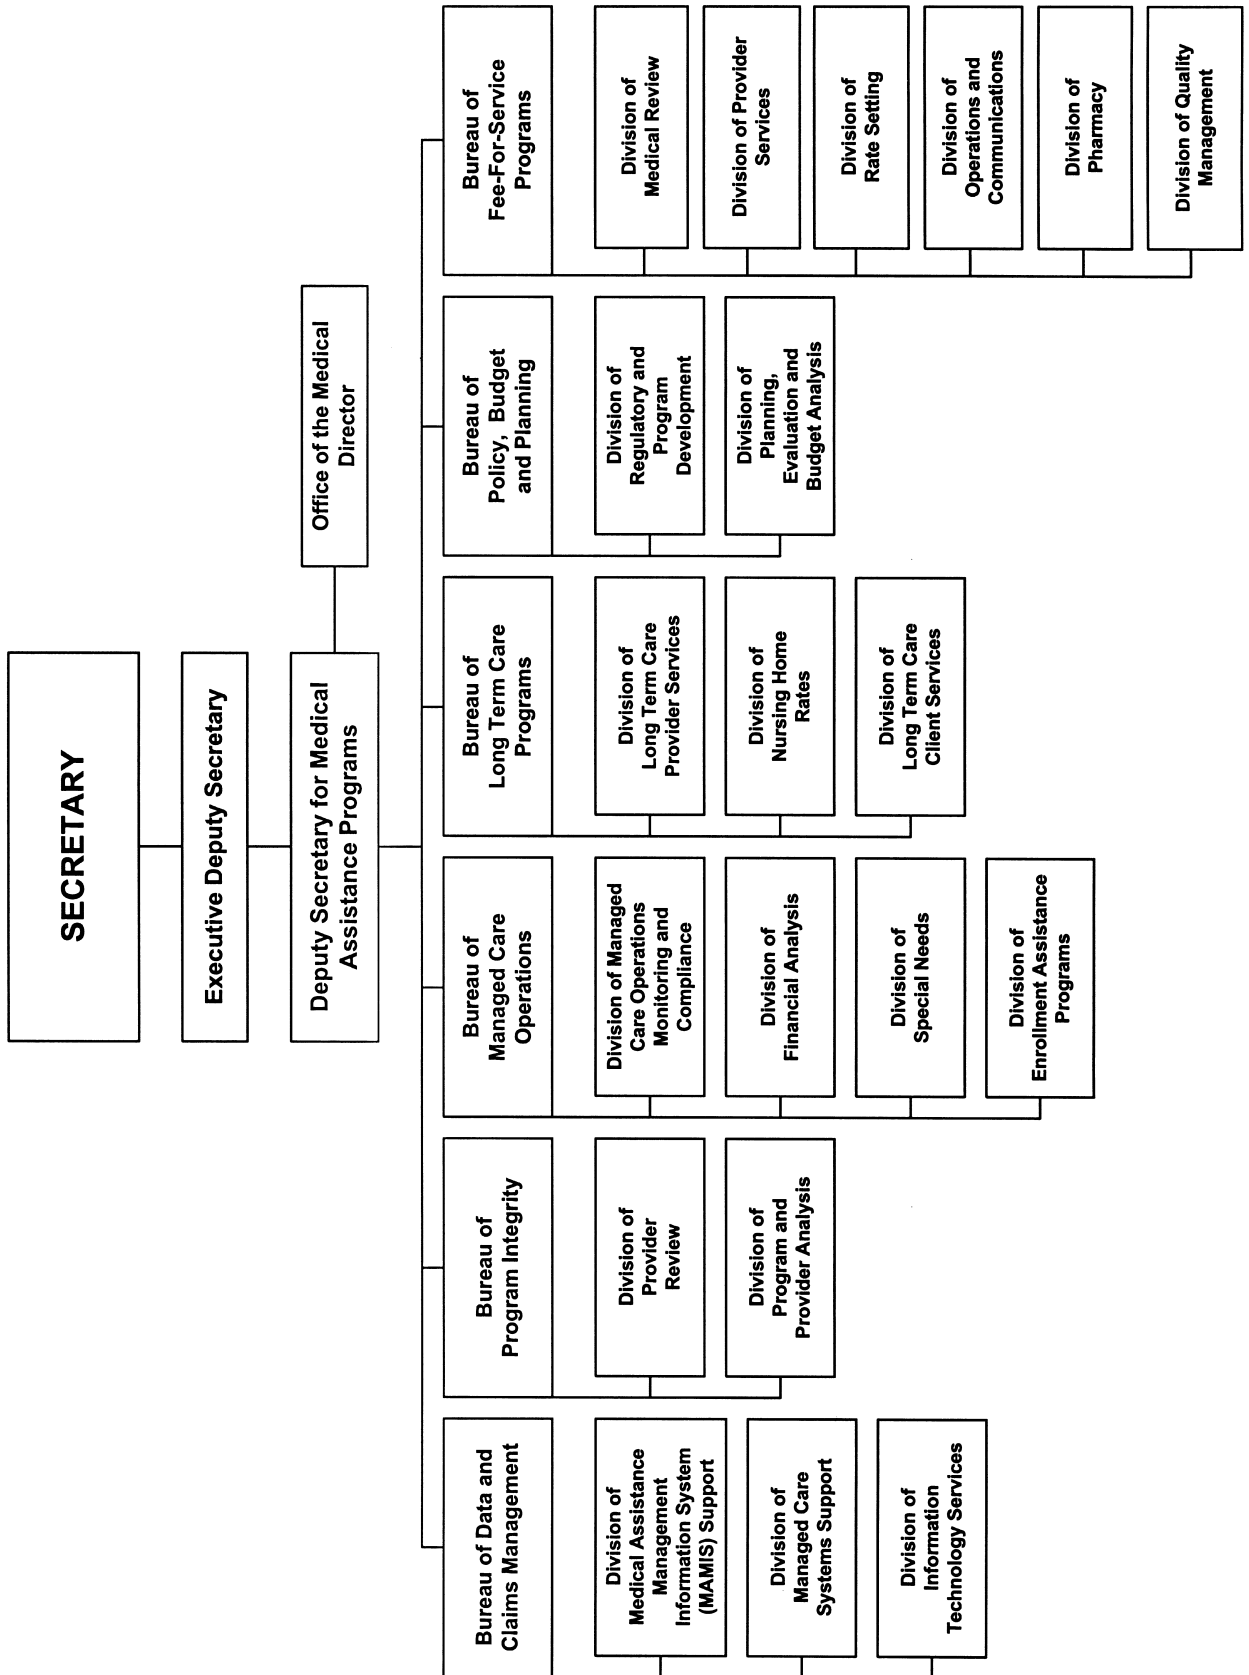 SECRETARY
Executive Deputy Secretary
Deputy Secretary for Medical
Assistance Programs
Office of the Medical
Director
Bureau of Data and
Claims Management
Division of
Medical Assistance
Management
Information System
(MAMIS) Support
Division of
Managed Care
Systems Support
Division of
Information
Technology Services
Bureau of
Program Integrity
Division of
Provider
Review
Division of
Program and
Provider Analysis
Bureau of
Managed Care
Operations
Division of Managed
Care Operations
Monitoring and
Compliance
Division of
Financial Analysis
Division of
Special Needs
Division of
Enrollment Assistance
Programs
Bureau of
Long Term Care
Programs
Division of
Long Term Care
Provider Services
Division of
Nursing Home
Rates
Division of
Long Term Care
Client Services
Bureau of
Policy, Budget
and Planning
Division of
Regulatory and
Program
Development
Division of
Planning,
Evaluation and
Budget Analysis
Bureau of
Fee-For-Service
Programs
Division of
Medical Review
Division of Provider
Services
Division of
Rate Setting
Division of
Operations and
Communications
Division of
Pharmacy
Division of Quality
Management